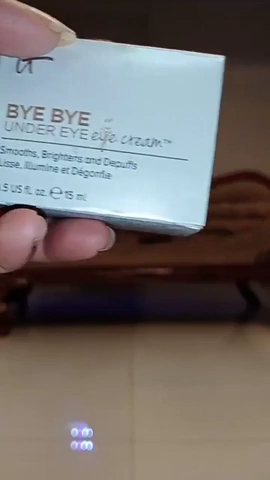 iT
BYE BYE
UNDER EYE eye cream™
Smooths, Brightens and Depuffs
Lisse, Illumine et Dégonfle
.5 US fl. oz. ℮ 15 ml